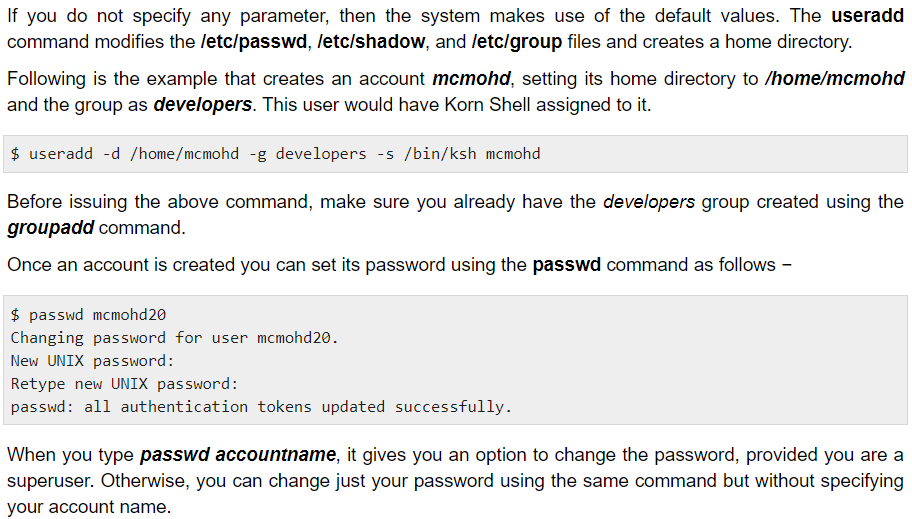 If you do not specify any parameter, then the system makes use of the default values. The useradd
command modifies the /etc/passwd, /etc/shadow, and /etc/group files and creates a home directory.
Following is the example that creates an account mcmohd, setting its home directory to /home/mcmohd
and the group as developers. This user would have Korn Shell assigned to it.
$ useradd -d /home/mcmohd -g developers -s /bin/ksh mcmohd
Before issuing the above command, make sure you already have the developers group created using the
groupadd command.
Once an account is created you can set its password using the passwd command as follows −
$ passwd mcmohd20
Changing password for user mcmohd20.
New UNIX password:
Retype new UNIX password:
passwd: all authentication tokens updated successfully.
When you type passwd accountname, it gives you an option to change the password, provided you are a
superuser. Otherwise, you can change just your password using the same command but without specifying
your account name.